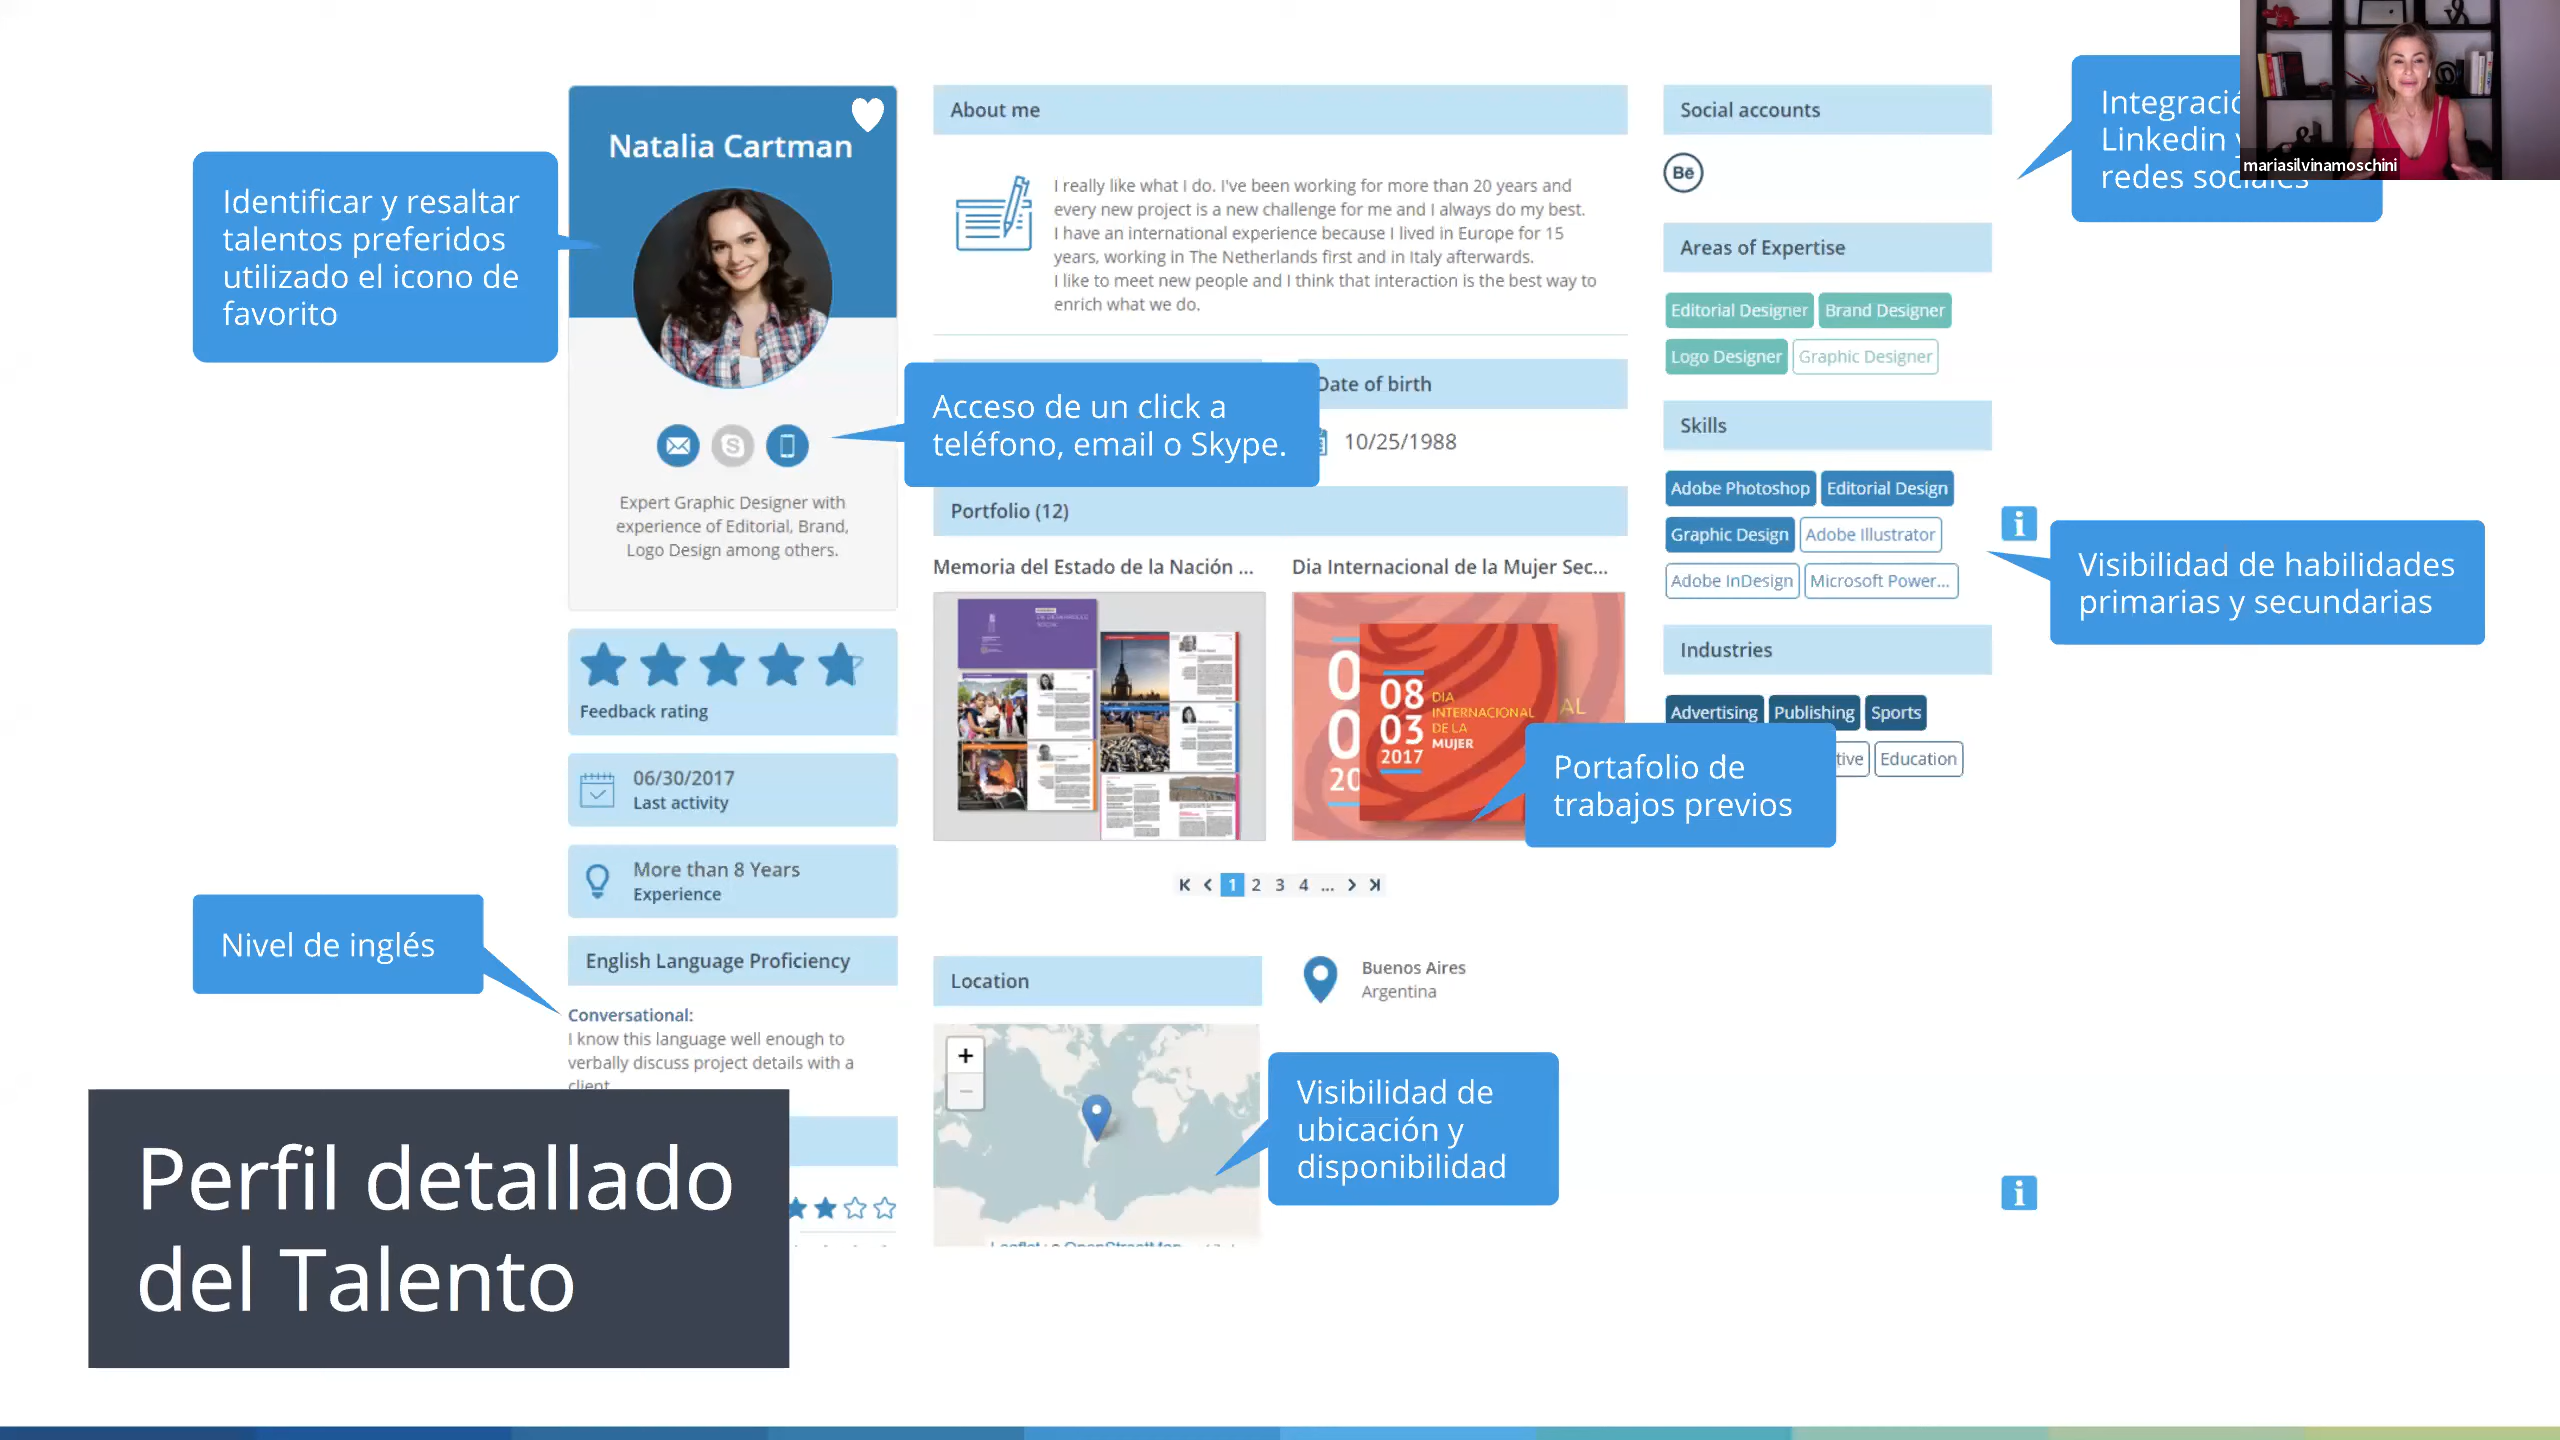 Identificar y resaltar
talentos preferidos
utilizado el icono de
favorito
Natalia Cartman
Expert Graphic Designer with
experience of Editorial, Brand,
Logo Design among others.
Feedback rating
06/30/2017
Last activity
More than 8 Years
Experience
Nivel de inglés
English Language Proficiency
Conversational:
I know this language well enough to
verbally discuss project details with a
client
Perfil detallado
del Talento
About me
I really like what I do. I've been working for more than 20 years and
every new project is a new challenge for me and I always do my best.
I have an international experience because I lived in Europe for 15
years, working in The Netherlands first and in Italy afterwards.
I like to meet new people and I think that interaction is the best way to
enrich what we do.
Acceso de un click a
teléfono, email o Skype.
Date of birth
10/25/1988
Portfolio (12)
Memoria del Estado de la Nación ...
Dia Internacional de la Mujer Sec...
08
03
2017
DIA
INTERNACIONAL
DE LA
MUJER
Portafolio de
trabajos previos
1 2 3 4 ...
Location
Buenos Aires
Argentina
+
−
Leaflet
OpenStreetMap
Visibilidad de
ubicación y
disponibilidad
Social accounts
Bē
Areas of Expertise
Editorial Designer Brand Designer
Logo Designer Graphic Designer
Skills
Adobe Photoshop Editorial Design
Graphic Design Adobe Illustrator
Adobe InDesign Microsoft Power...
Industries
Advertising Publishing Sports
Education
Linkedin
redes sociales
mariasilvinamoschini
i
Visibilidad de habilidades
primarias y secundarias
i